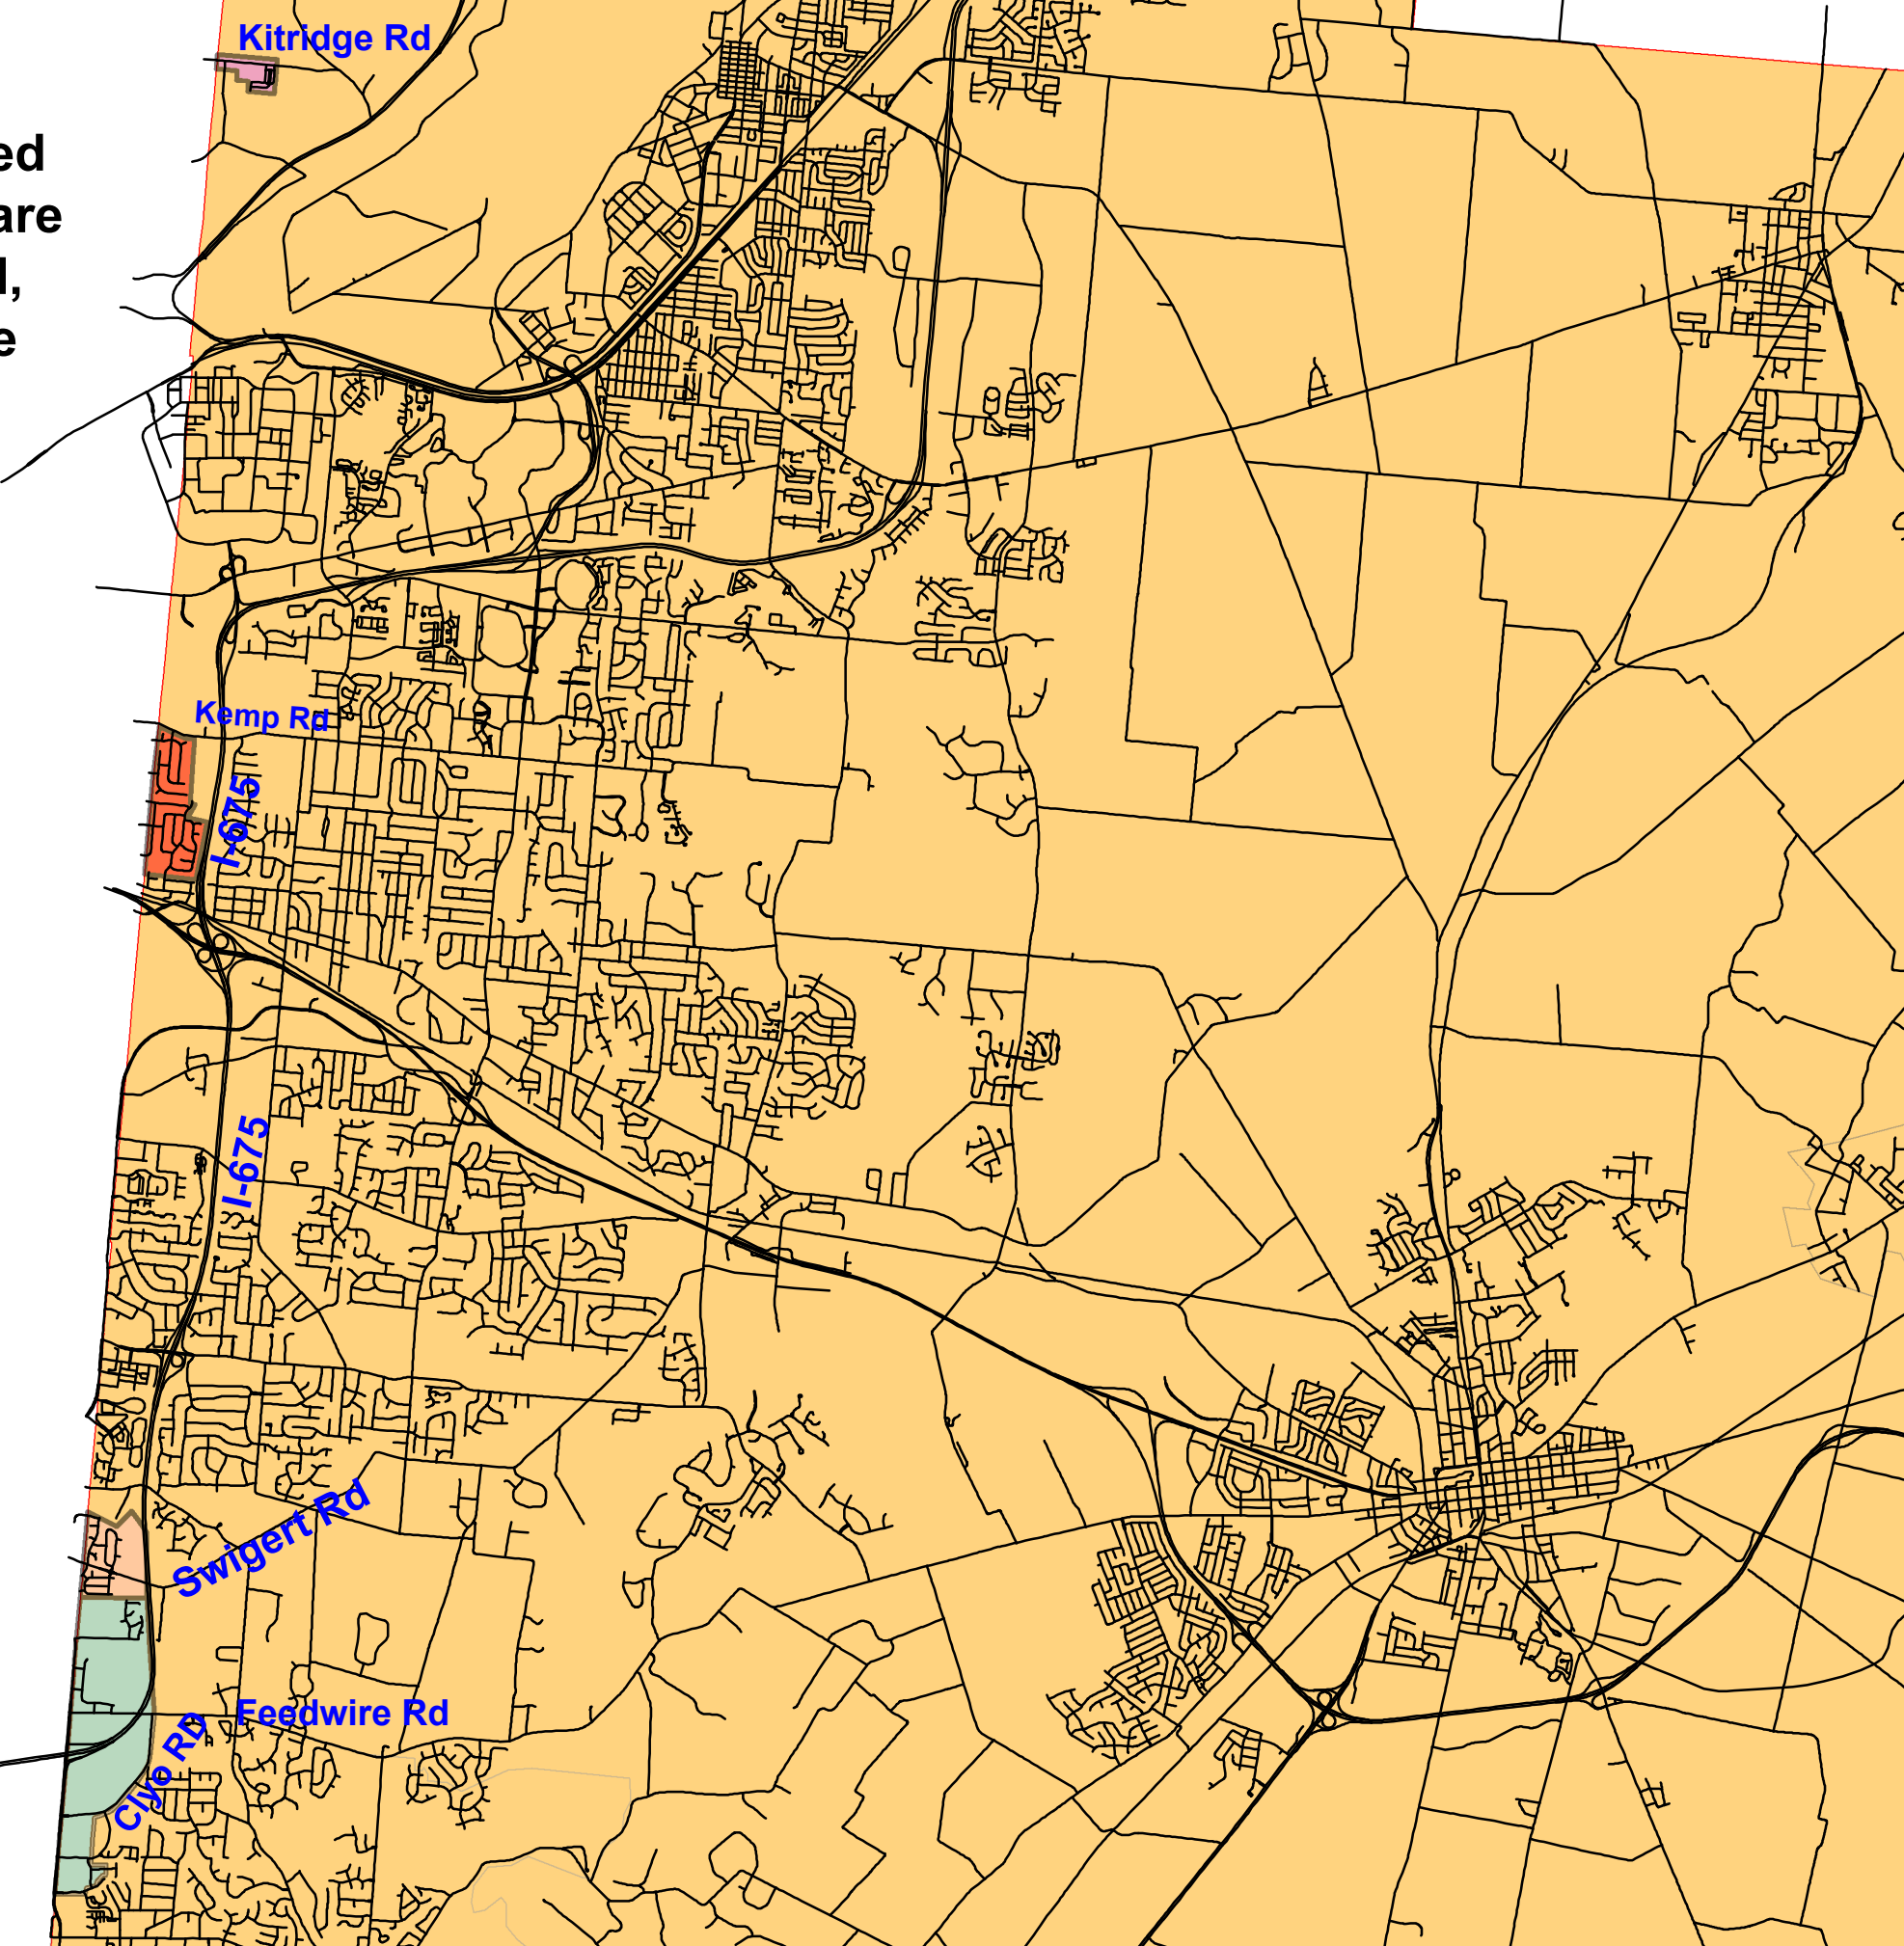 Kitridge Rd
ed
are
l,
e
Kemp Rd
I-675
I-675
Swigert Rd
Feedwire Rd
Clyo RD